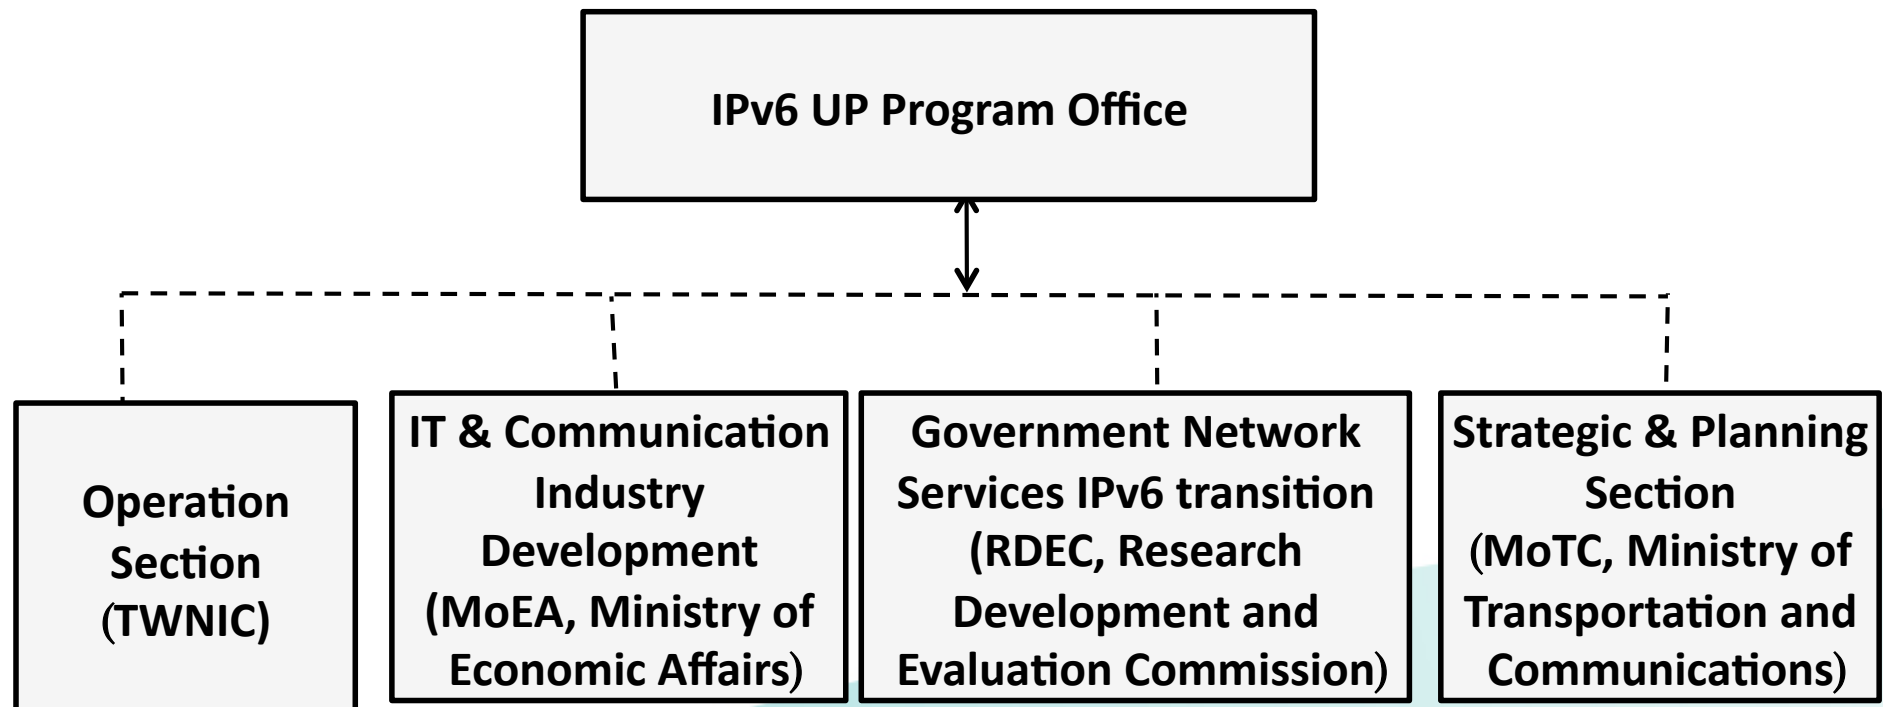 IPv6 UP Program Office
Operation
Section
(TWNIC)
IT & Communication
Industry
Development
(MoEA, Ministry of
Economic Affairs)
Government Network
Services IPv6 transition
(RDEC, Research
Development and
Evaluation Commission)
Strategic & Planning
Section
(MoTC, Ministry of
Transportation and
Communications)